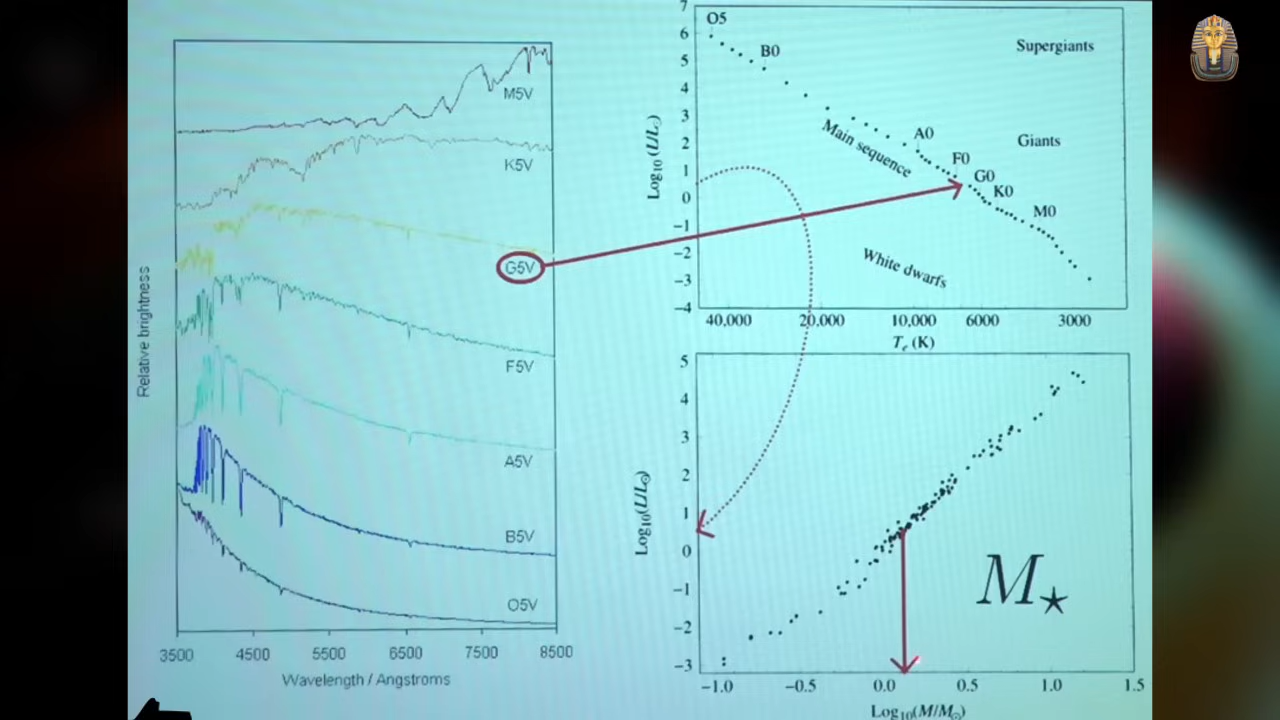 M5V
K5V
G5V
F5V
A5V
B5V
O5V
Relative brightness
3500 4500 5500 6500 7500 8500
Wavelength / Angstroms
7
6
5
4
3
2
1
0
−1
−2
−3
−4
Log₁₀ (L/L☉)
O5
B0
Supergiants
A0
Main sequence
Giants
F0
G0
K0
M0
White dwarfs
40,000 20,000 10,000 6000 3000
Tₑ (K)
5
4
3
2
1
0
−1
−2
−3
Log₁₀(L/L☉)
M★
−1.0 −0.5 0.0 0.5 1.0 1.5
Log₁₀(M/M☉)